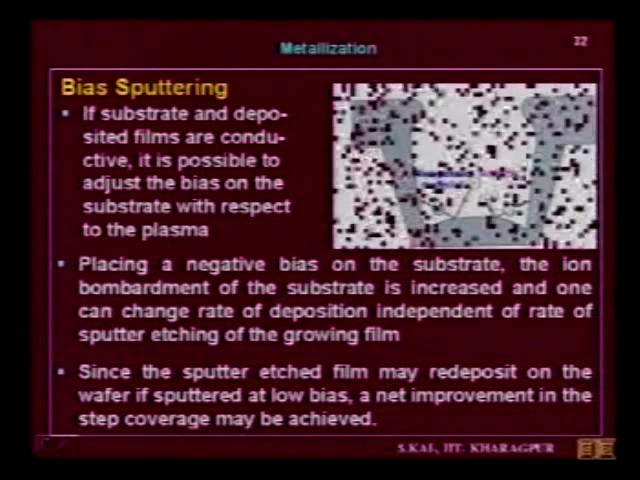 Metallization
32
Bias Sputtering
▪ If substrate and depo-
sited films are condu-
ctive, it is possible to
adjust the bias on the
substrate with respect
to the plasma
▪ Placing a negative bias on the substrate, the ion
bombardment of the substrate is increased and one
can change rate of deposition independent of rate of
sputter etching of the growing film
▪ Since the sputter etched film may redeposit on the
wafer if sputtered at low bias, a net improvement in the
step coverage may be achieved.
S.KAL, IIT- KHARAGPUR